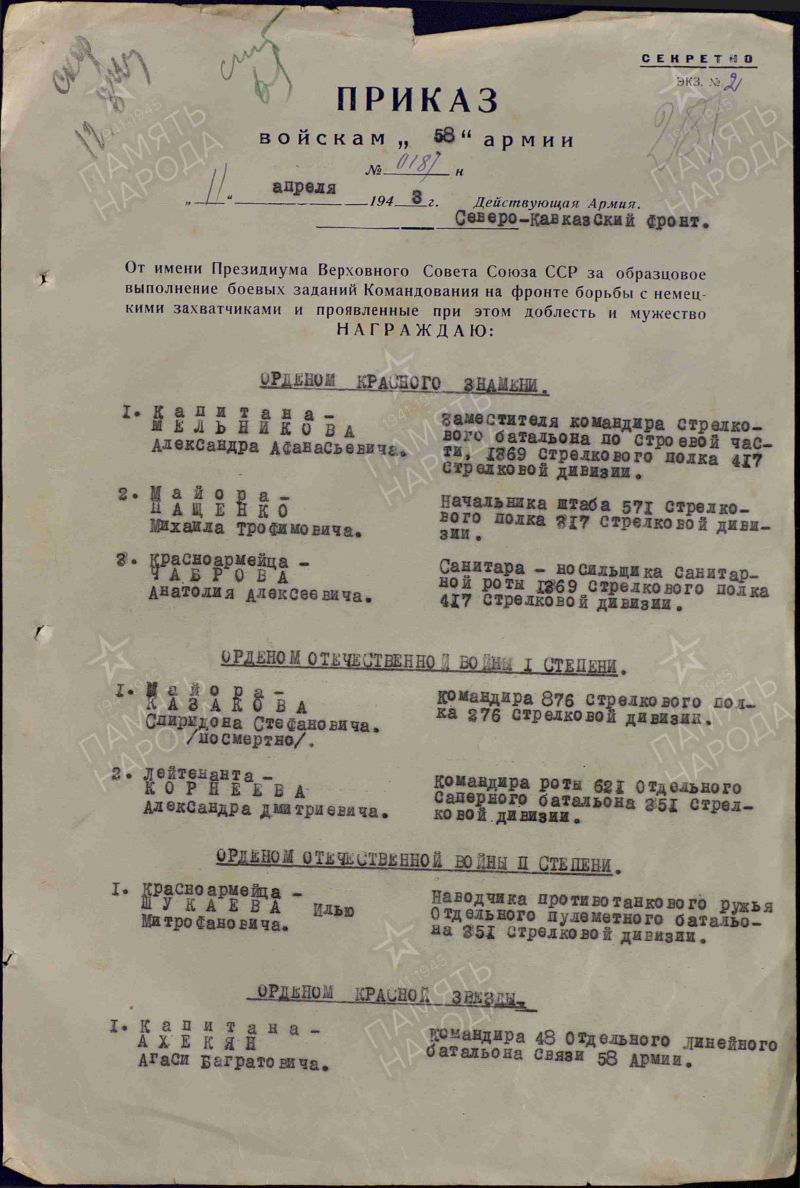 СЕКРЕТНО
ЭКЗ. № 2
ПРИКАЗ
ВОЙСКАМ „58“ АРМИИ
№ 0187 н
„11“ апреля 1943 г. Действующая Армия.
Северо-Кавказский фронт.
От имени Президиума Верховного Совета Союза ССР за образцовое
выполнение боевых заданий Командования на фронте борьбы с немец-
кими захватчиками и проявленные при этом доблесть и мужество
НАГРАЖДАЮ:
ОРДЕНОМ КРАСНОГО ЗНАМЕНИ.
1. Капитана -
МЕЛЬНИКОВА
Александра Афанасьевича.
Заместителя командира стрелко-
вого батальона по строевой час-
ти, 1369 стрелкового полка 417
стрелковой дивизии.
2. Майора -
ПАЩЕНКО
Михаила Трофимовича.
Начальника штаба 571 стрелко-
вого полка 317 стрелковой диви-
зии.
3. Красноармейца -
ЧАБРОВА
Анатолия Алексеевича.
Санитара - носильщика санитар-
ной роты 1369 стрелкового полка
417 стрелковой дивизии.
ОРДЕНОМ ОТЕЧЕСТВЕННОЙ ВОЙНЫ I СТЕПЕНИ.
1. Майора -
КАЗАКОВА
Спиридона Стефановича.
/посмертно/.
Командира 876 стрелкового пол-
ка 276 стрелковой дивизии.
2. Лейтенанта -
КОРНЕЕВА
Александра Дмитриевича.
Командира роты 621 Отдельного
Саперного батальона 351 стрел-
ковой дивизии.
ОРДЕНОМ ОТЕЧЕСТВЕННОЙ ВОЙНЫ II СТЕПЕНИ.
1. Красноармейца -
ШУКАЕВА Илью
Митрофановича.
Наводчика противотанкового ружья
Отдельного пулеметного батальо-
на 351 стрелковой дивизии.
ОРДЕНОМ КРАСНОЙ ЗВЕЗДЫ.
1. Капитана -
АХЕКЯН
Агаси Багратовича.
Командира 48 Отдельного линейного
батальона связи 58 Армии.
ПАМЯТЬ
НАРОДА
1941-1945